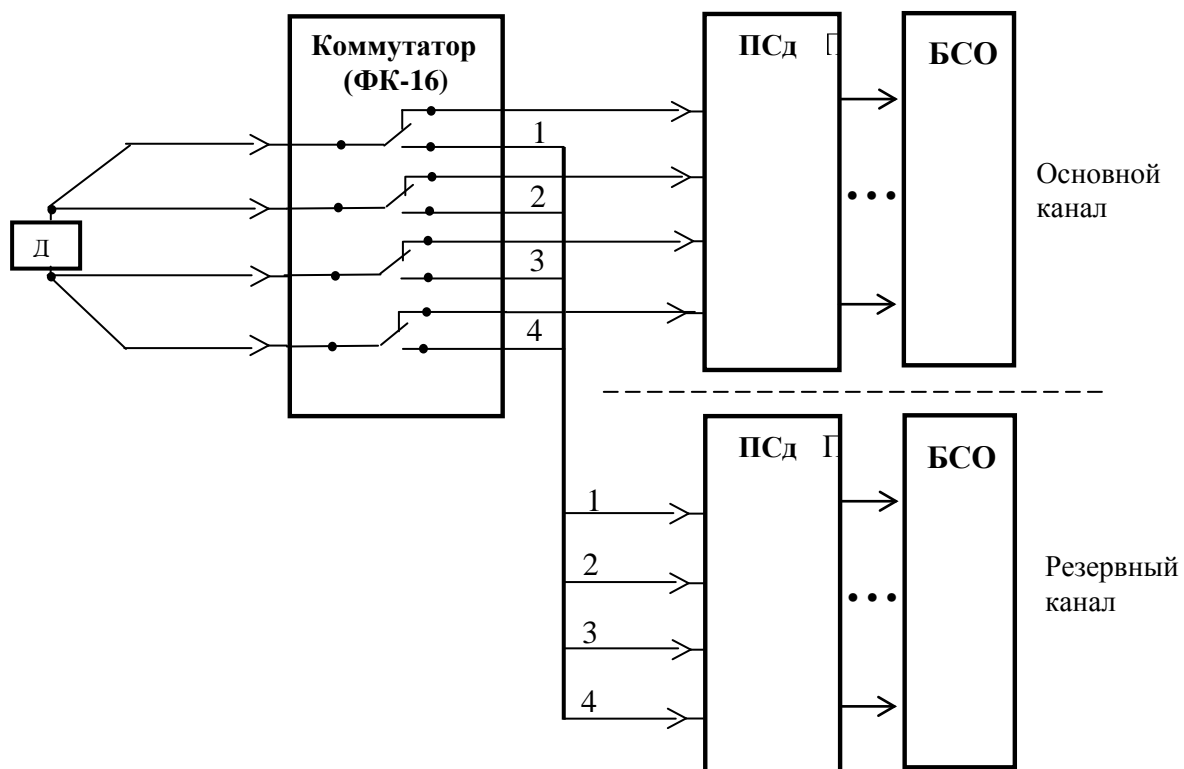 Коммутатор
(ФК-16)
ПСд П
БСО
1
2
3
4
Д
Основной
канал
ПСд П
БСО
1
2
3
4
Резервный
канал